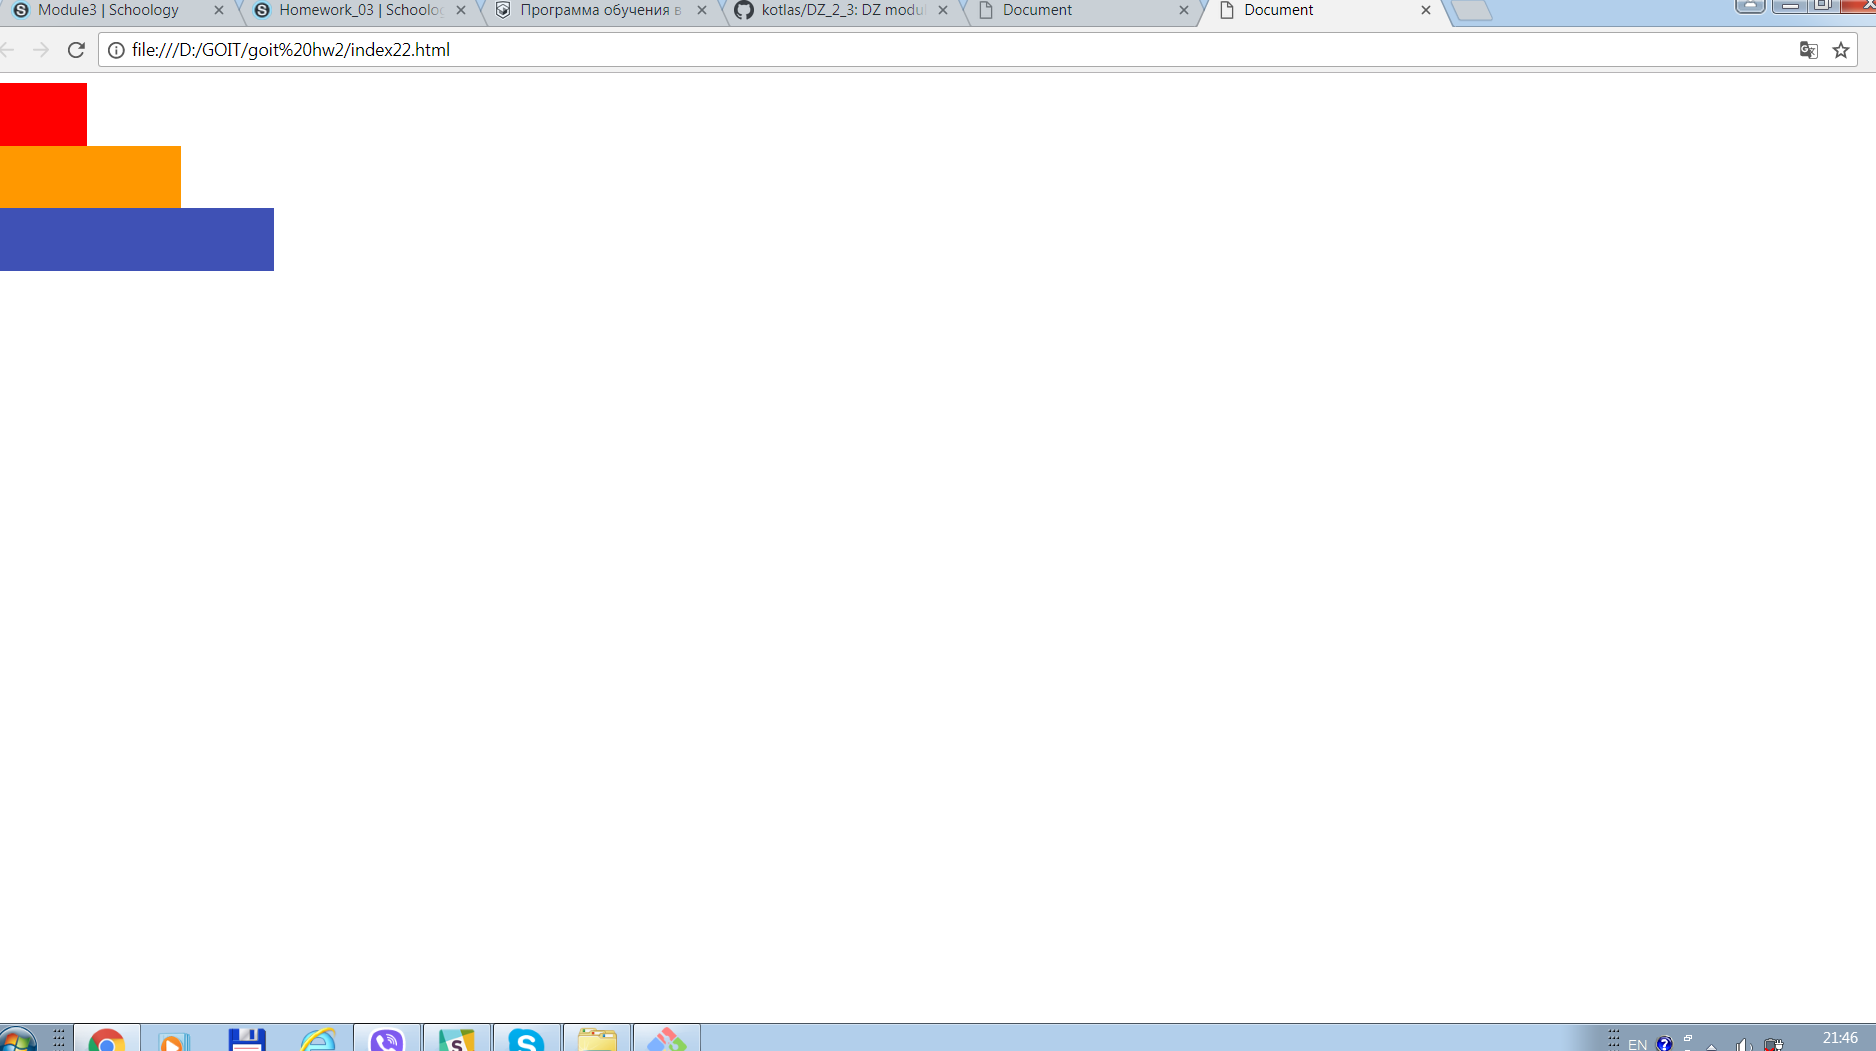 Module3 | Schoology
Homework_03 | Schoolog
Программа обучения в
kotlas/DZ_2_3: DZ modul
Document
Document
file:///D:/GOIT/goit%20hw2/index22.html
EN
21:46